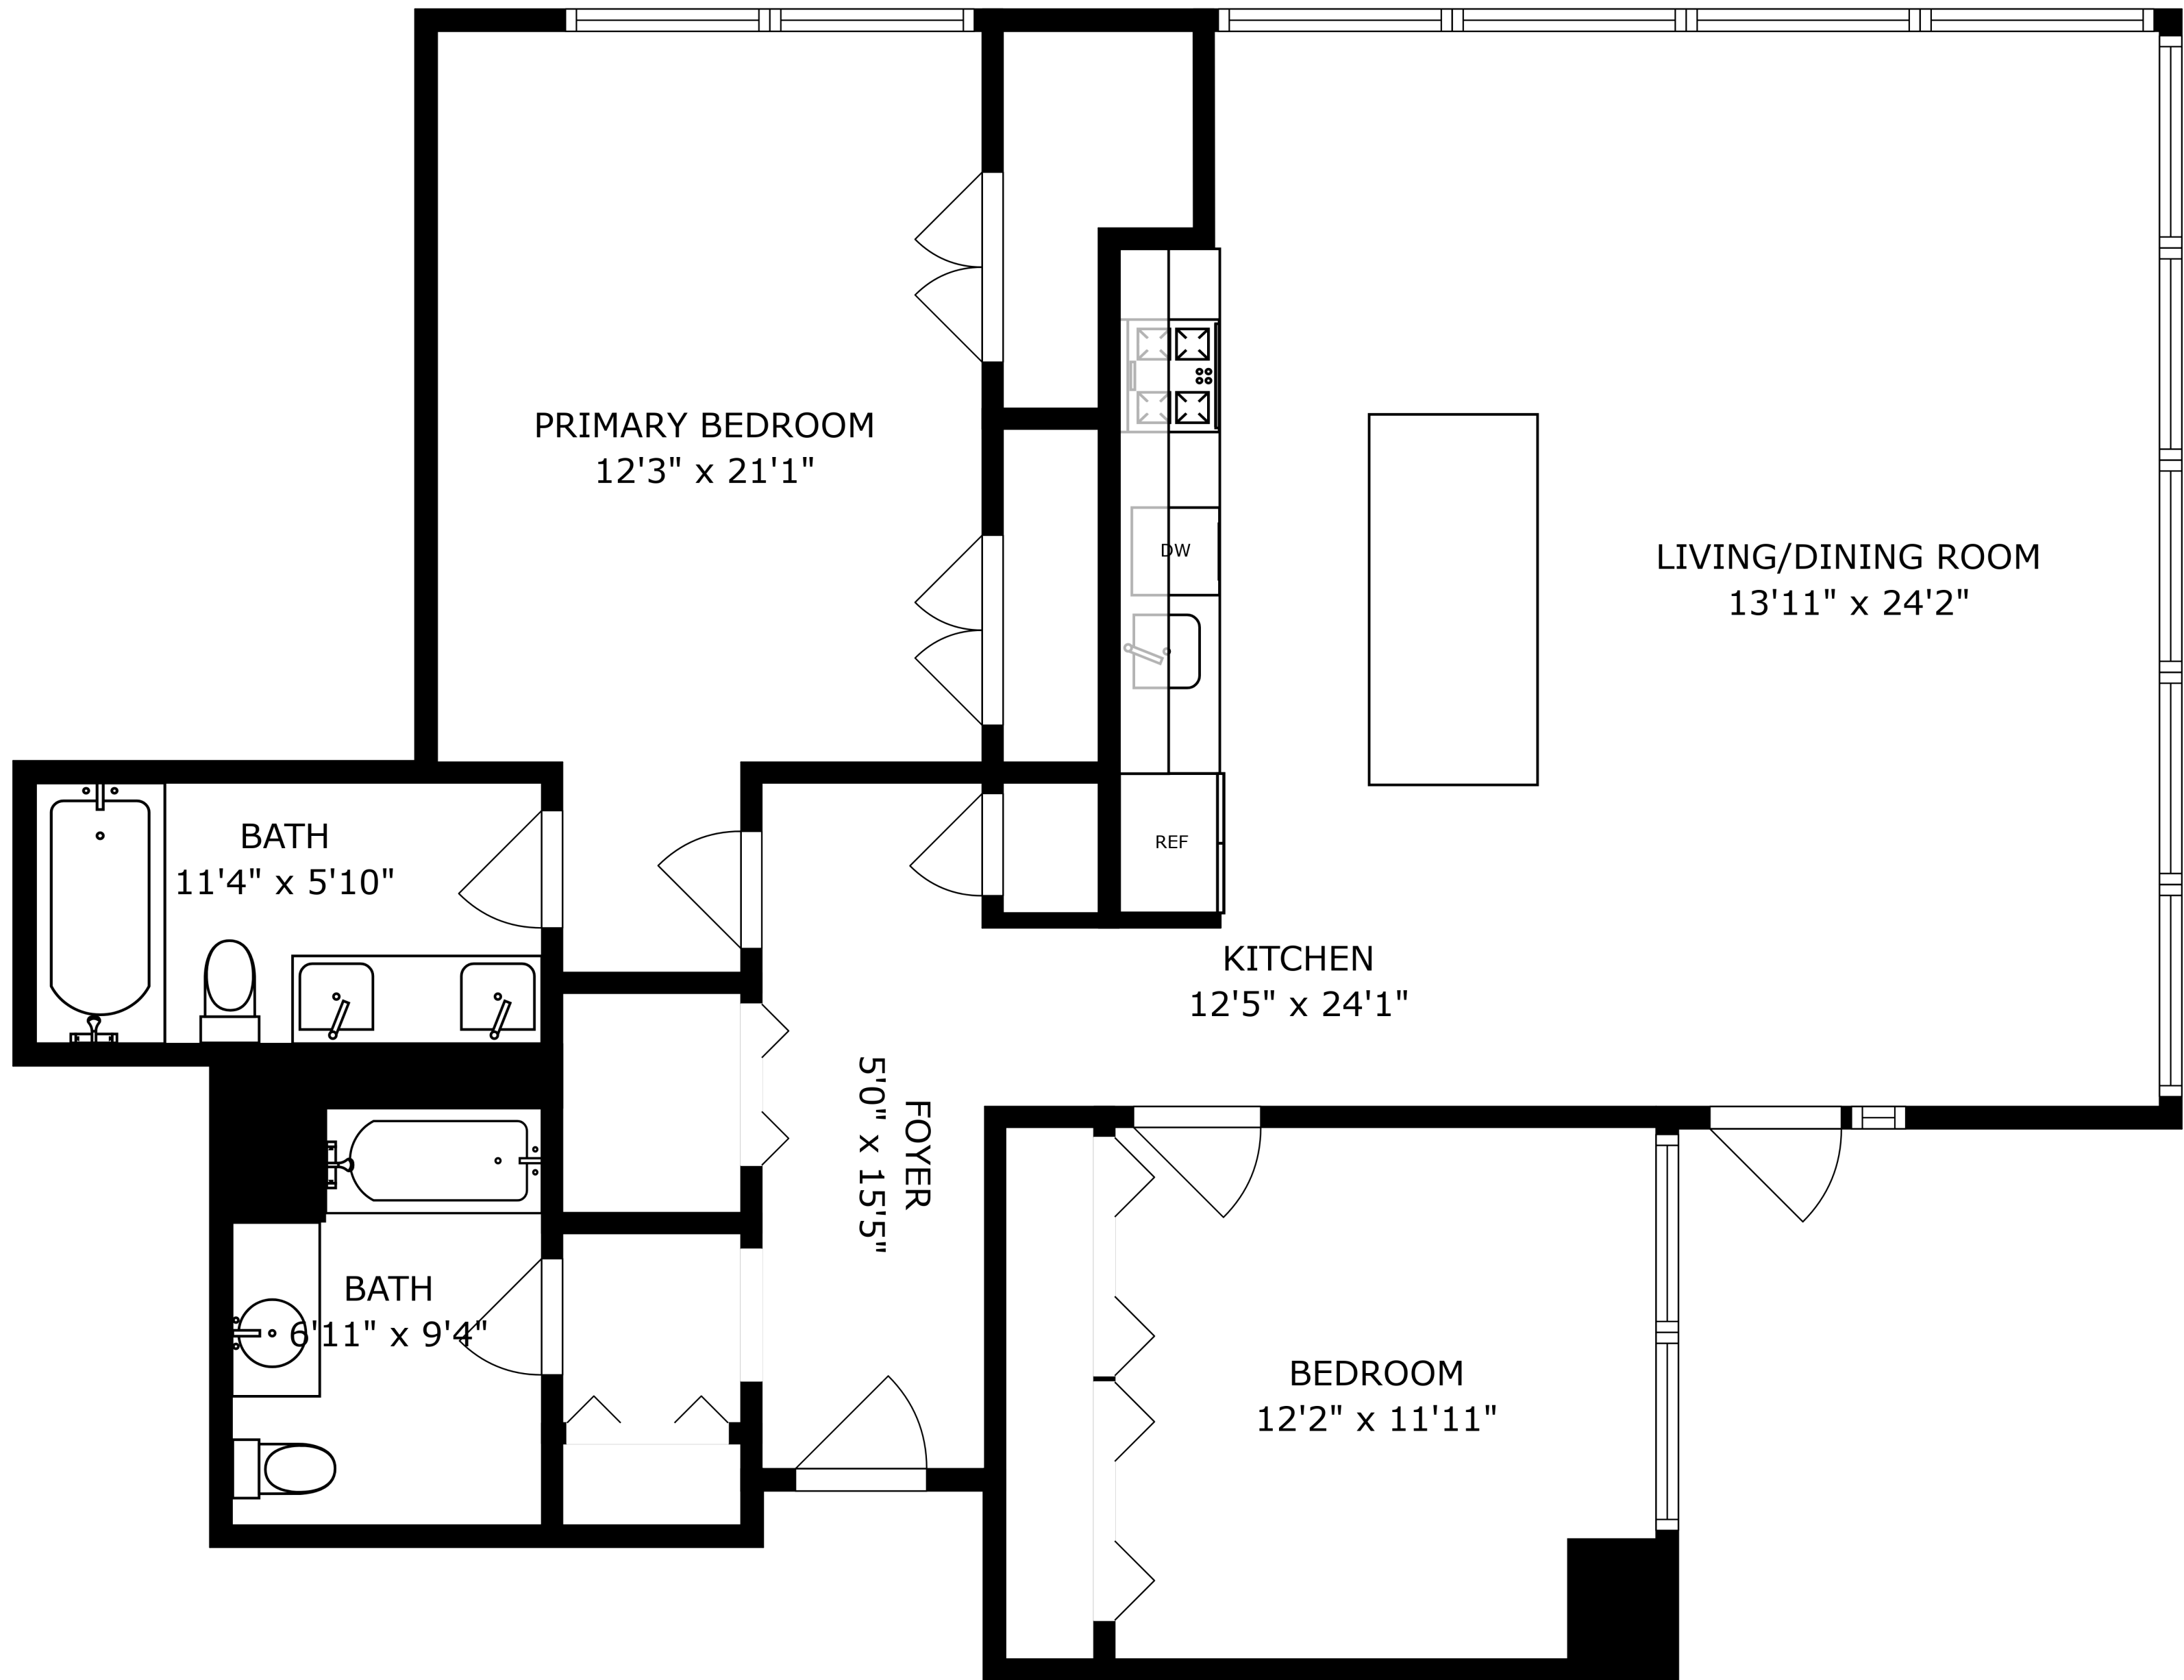 PRIMARY BEDROOM
12'3" x 21'1"
DW
LIVING/DINING ROOM
13'11" x 24'2"
BATH
11'4" x 5'10"
REF
KITCHEN
12'5" x 24'1"
FOYER
5'0" x 15'5"
BATH
6'11" x 9'4"
BEDROOM
12'2" x 11'11"